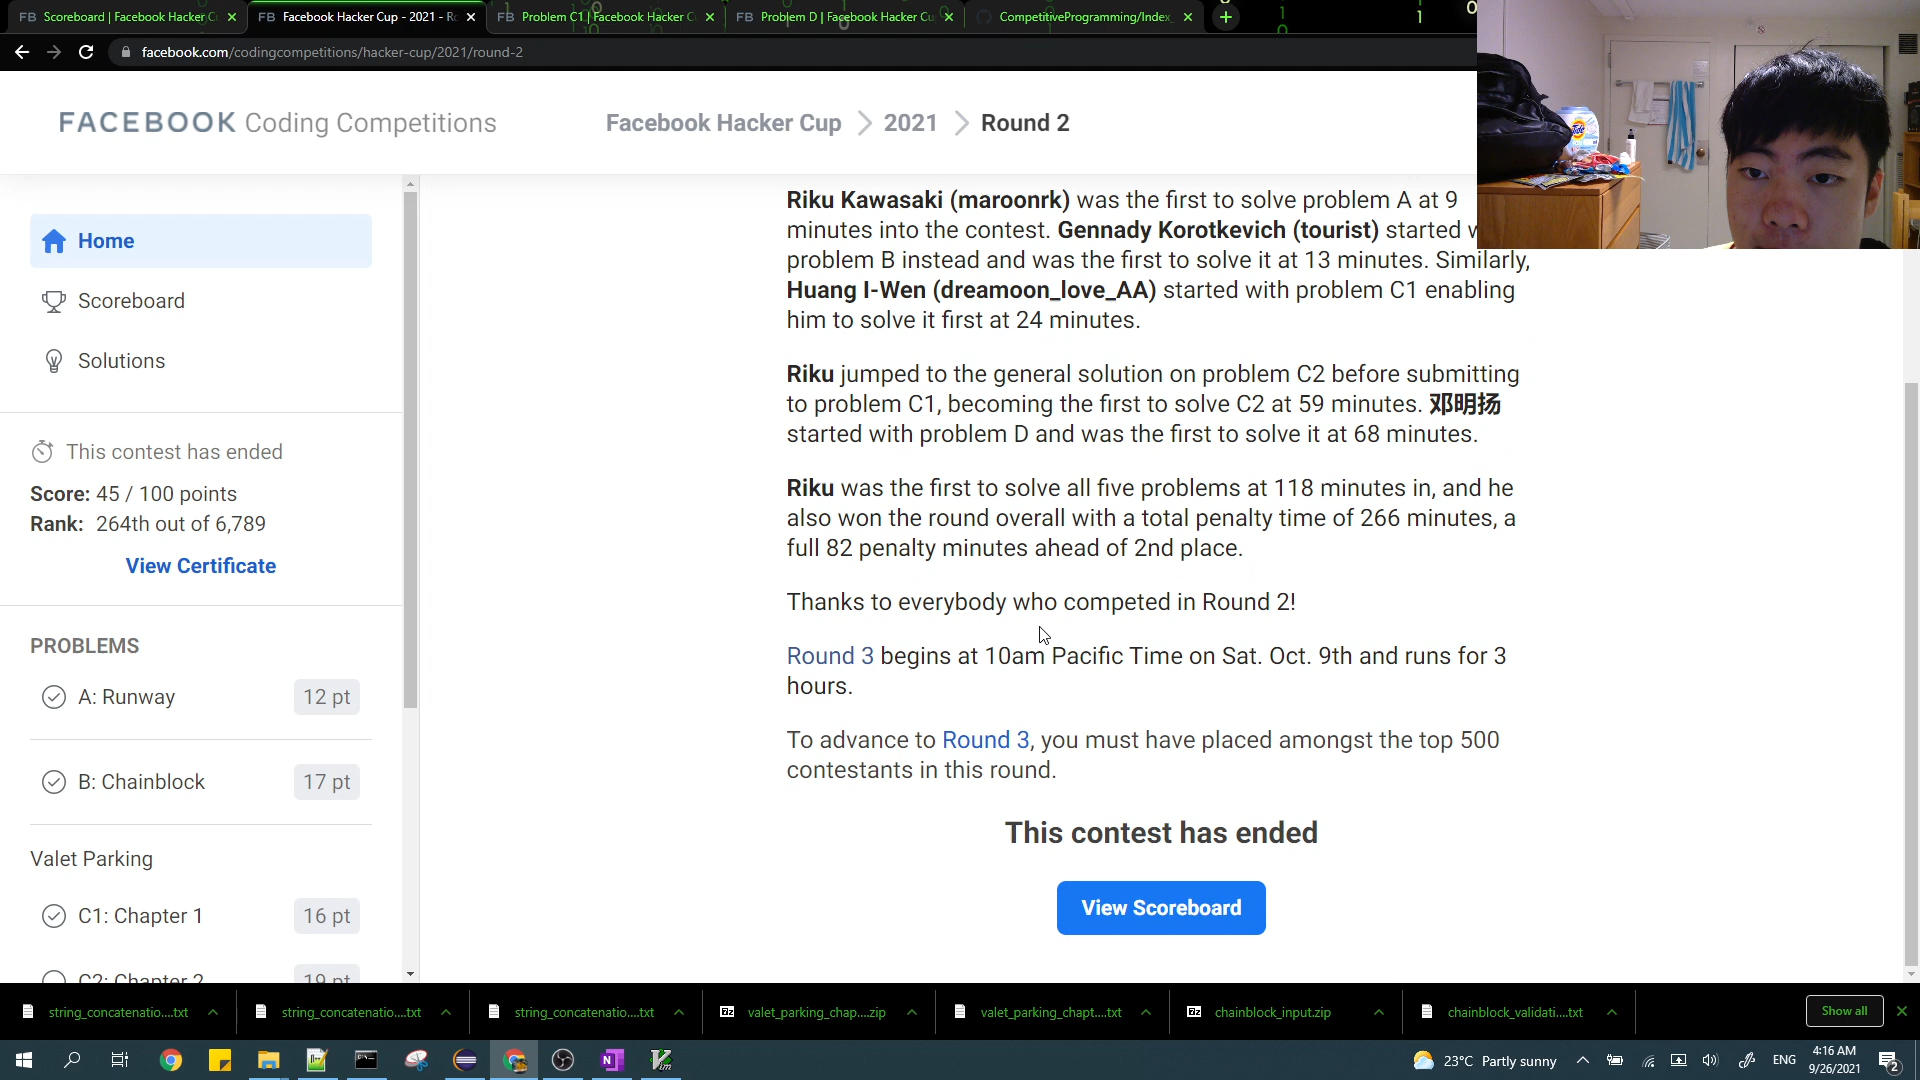 Scoreboard | Facebook Hacker C
Facebook Hacker Cup - 2021 - Ro
Problem C1 | Facebook Hacker C
Problem D | Facebook Hacker Cu
CompetitiveProgramming/Index_
facebook.com/codingcompetitions/hacker-cup/2021/round-2
FACEBOOK Coding Competitions
Facebook Hacker Cup > 2021 > Round 2
Tide
Home
Scoreboard
Solutions
This contest has ended
Score: 45 / 100 points
Rank: 264th out of 6,789
View Certificate
PROBLEMS
A: Runway 12 pt
B: Chainblock 17 pt
Valet Parking
C1: Chapter 1 16 pt
C2: Chapter 2 19 pt
Riku Kawasaki (maroonrk) was the first to solve problem A at 9
minutes into the contest. Gennady Korotkevich (tourist) started
problem B instead and was the first to solve it at 13 minutes. Similarly,
Huang I-Wen (dreamoon_love_AA) started with problem C1 enabling
him to solve it first at 24 minutes.
Riku jumped to the general solution on problem C2 before submitting
to problem C1, becoming the first to solve C2 at 59 minutes. 邓明扬
started with problem D and was the first to solve it at 68 minutes.
Riku was the first to solve all five problems at 118 minutes in, and he
also won the round overall with a total penalty time of 266 minutes, a
full 82 penalty minutes ahead of 2nd place.
Thanks to everybody who competed in Round 2!
Round 3 begins at 10am Pacific Time on Sat. Oct. 9th and runs for 3
hours.
To advance to Round 3, you must have placed amongst the top 500
contestants in this round.
This contest has ended
View Scoreboard
string_concatenatio....txt
string_concatenatio....txt
string_concatenatio....txt
valet_parking_chap....zip
valet_parking_chapt....txt
chainblock_input.zip
chainblock_validati....txt
Show all
23°C Partly sunny
ENG
4:16 AM
9/26/2021
2